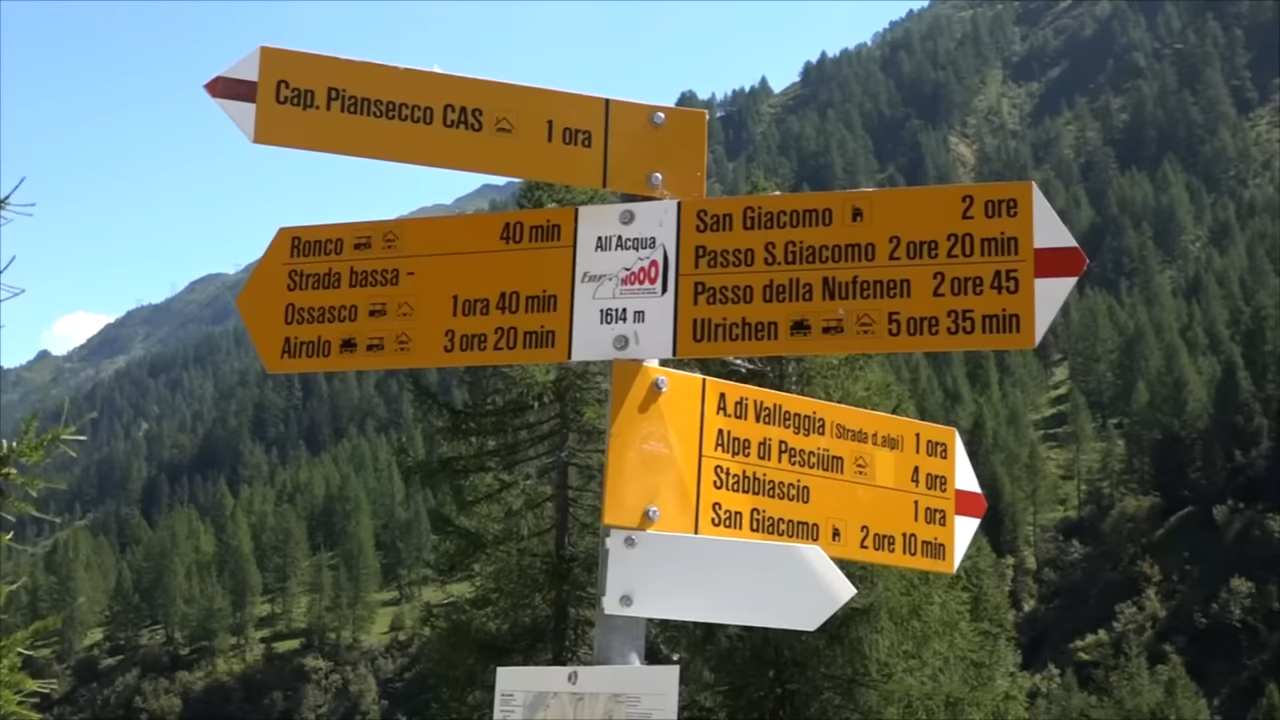 Cap. Piansecco CAS 1 ora
Ronco 40 min
Strada bassa -
Ossasco 1 ora 40 min
Airolo 3 ore 20 min
All'Acqua
1614 m
San Giacomo 2 ore
Passo S.Giacomo 2 ore 20 min
Passo della Nufenen 2 ore 45
Ulrichen 5 ore 35 min
A.di Valleggia (Strada d.alpi) 1 ora
Alpe di Pesciüm 4 ore
Stabbiascio 1 ora
San Giacomo 2 ore 10 min